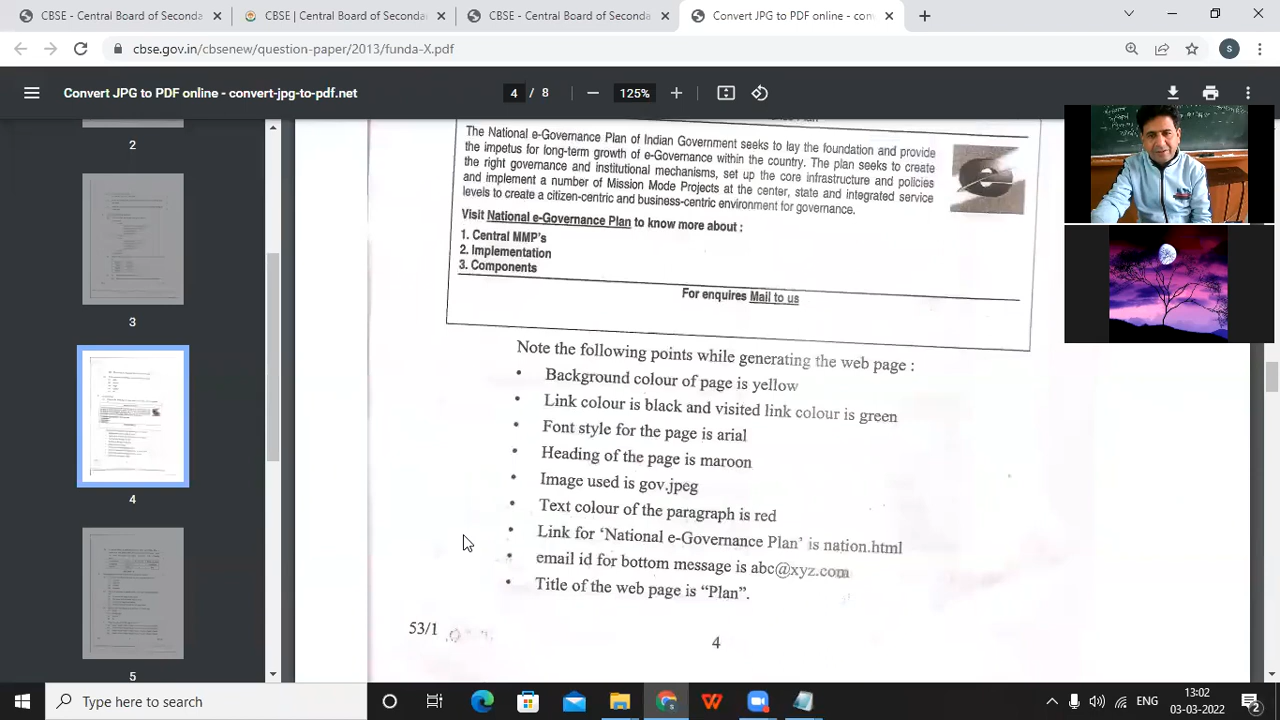 CBSE - Central Board of Seconda
CBSE | Central Board of Seconda
CBSE - Central Board of Seconda
Convert JPG to PDF online - con
cbse.gov.in/cbsenew/question-paper/2013/funda-X.pdf
S
Convert JPG to PDF online - convert-jpg-to-pdf.net
4 / 8
125%
2
3
4
5
The National e-Governance Plan of Indian Government seeks to lay the foundation and provide
the impetus for long-term growth of e-Governance within the country. The plan seeks to create
the right governance and institutional mechanisms, set up the core infrastructure and policies
and implement a number of Mission Mode Projects at the center, state and integrated service
levels to create a citizen-centric and business-centric environment for governance.
Visit National e-Governance Plan to know more about :
1. Central MMP's
2. Implementation
3. Components
For enquires Mail to us
Note the following points while generating the web page :
• Background colour of page is yellow
• Link colour is black and visited link colour is green
• Font style for the page is arial
• Heading of the page is maroon
• Image used is gov.jpeg
• Text colour of the paragraph is red
• Link for 'National e-Governance Plan' is nation.html
• email id for bottom message is abc@xyz.com
• Title of the web page is "Plan".
53/1
4
Type here to search
ENG
13:02
03-03-2022
2